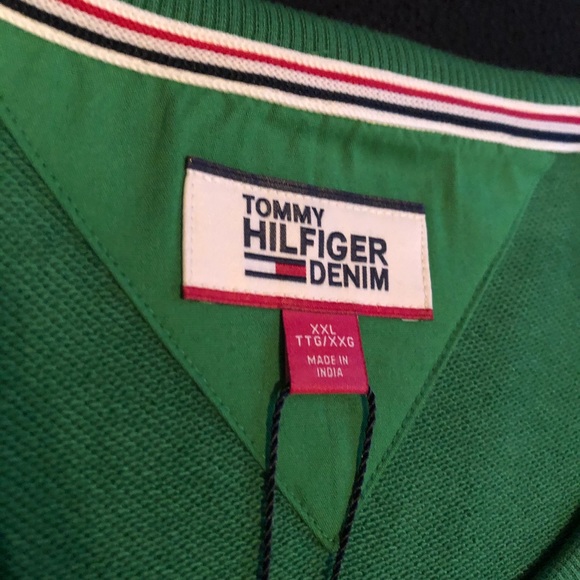 TOMMY
HILFIGER
DENIM
XXL
TTG/XXG
MADE IN
INDIA